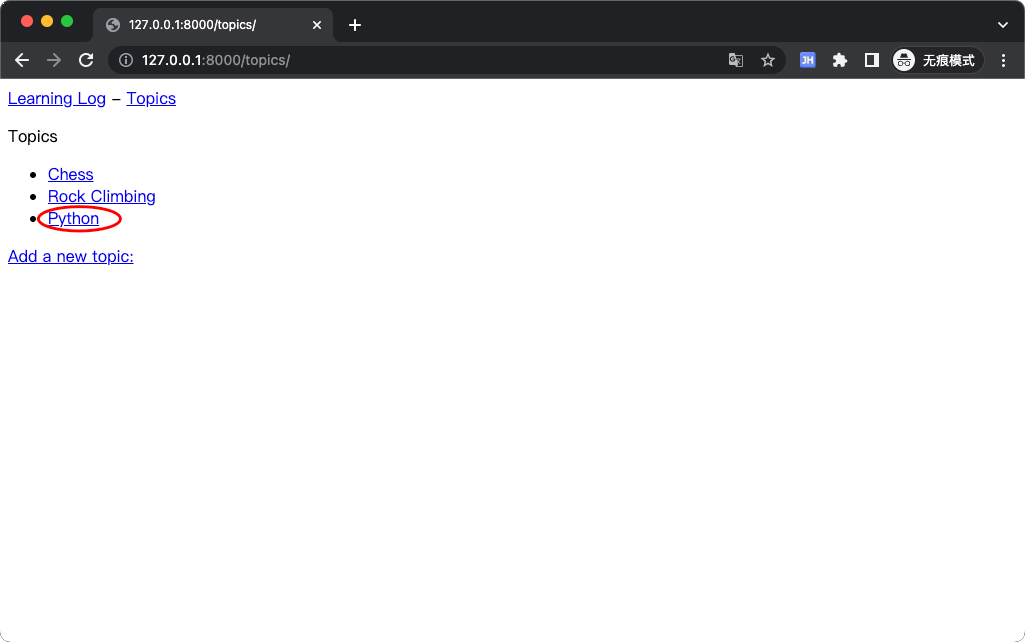 127.0.0.1:8000/topics/
127.0.0.1:8000/topics/
JH
无痕模式
Learning Log - Topics
Topics
Chess
Rock Climbing
Python
Add a new topic: